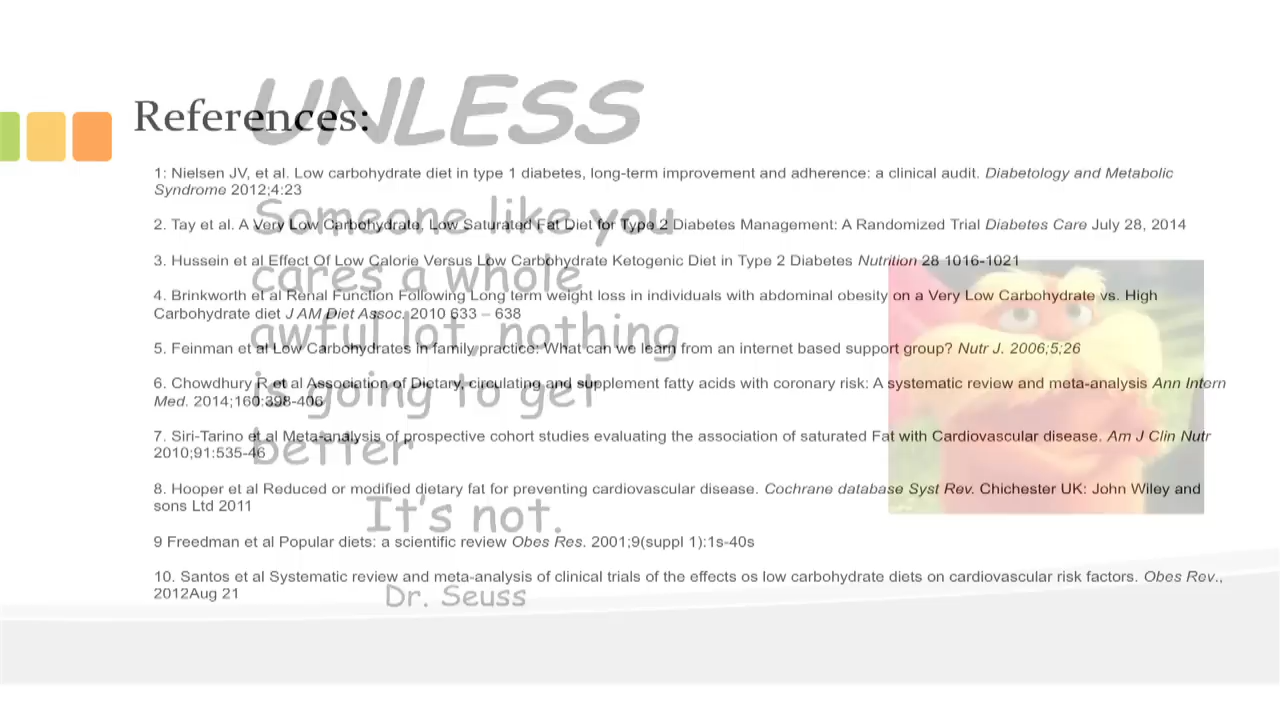 UNLESS
References:
1: Nielsen JV, et al. Low carbohydrate diet in type 1 diabetes, long-term improvement and adherence: a clinical audit. Diabetology and Metabolic
Syndrome 2012;4:23
2. Tay et al. A Very Low Carbohydrate, Low Saturated Fat Diet for Type 2 Diabetes Management: A Randomized Trial Diabetes Care July 28, 2014
3. Hussein et al Effect Of Low Calorie Versus Low Carbohydrate Ketogenic Diet in Type 2 Diabetes Nutrition 28 1016-1021
4. Brinkworth et al Renal Function Following Long term weight loss in individuals with abdominal obesity on a Very Low Carbohydrate vs. High
Carbohydrate diet J AM Diet Assoc. 2010 633 – 638
5. Feinman et al Low Carbohydrates in family practice: What can we learn from an internet based support group? Nutr J. 2006;5;26
6. Chowdhury R et al Association of Dietary, circulating and supplement fatty acids with coronary risk: A systematic review and meta-analysis Ann Intern
Med. 2014;160:398-406
7. Siri-Tarino et al Meta-analysis of prospective cohort studies evaluating the association of saturated Fat with Cardiovascular disease. Am J Clin Nutr
2010;91:535-46
8. Hooper et al Reduced or modified dietary fat for preventing cardiovascular disease. Cochrane database Syst Rev. Chichester UK: John Wiley and
sons Ltd 2011
9 Freedman et al Popular diets: a scientific review Obes Res. 2001;9(suppl 1):1s-40s
10. Santos et al Systematic review and meta-analysis of clinical trials of the effects os low carbohydrate diets on cardiovascular risk factors. Obes Rev.,
2012Aug 21
Someone like you
cares a whole
awful lot, nothing
is going to get
better
It's not.
Dr. Seuss